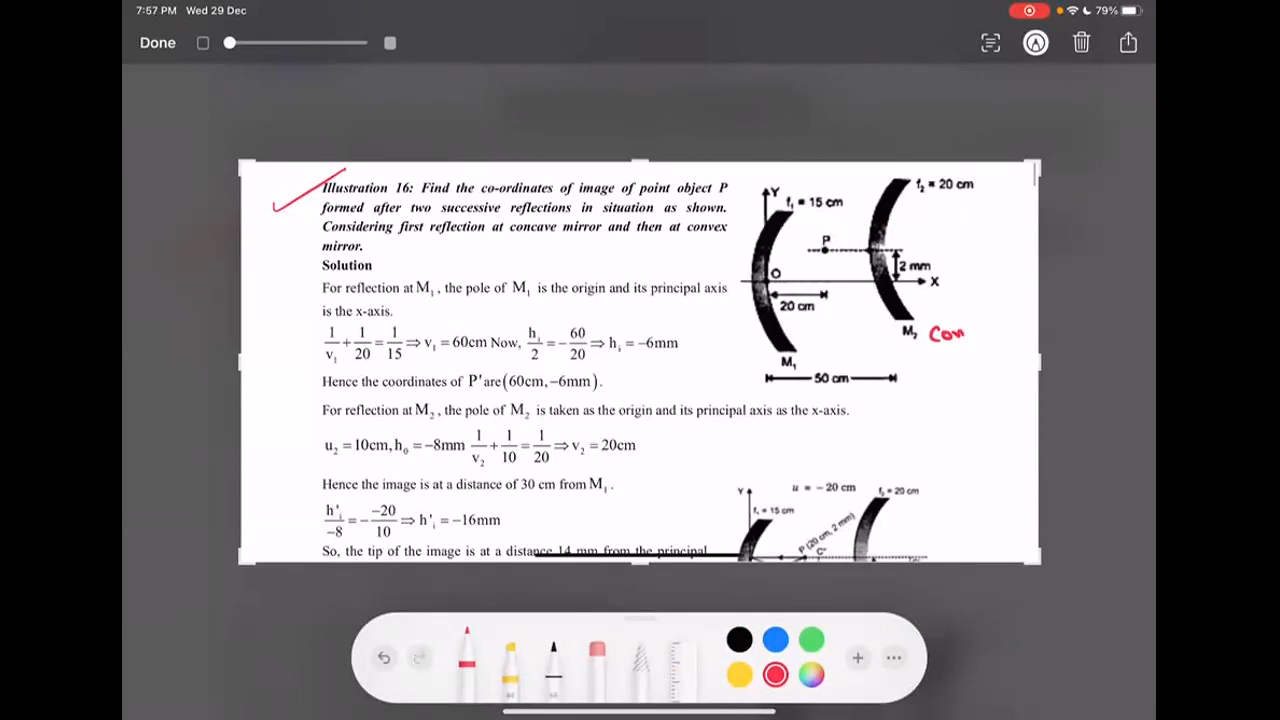 7:57 PM Wed 29 Dec
79%
Done
Illustration 16: Find the co-ordinates of image of point object P
formed after two successive reflections in situation as shown.
Considering first reflection at concave mirror and then at convex
mirror.
Solution
For reflection at M₁, the pole of M₁ is the origin and its principal axis
is the x-axis.
1/v₁ + 1/20 = 1/15 ⇒ v₁ = 60cm Now, hᵢ/2 = −60/20 ⇒ hᵢ = −6mm
Hence the coordinates of P' are (60cm, −6mm).
For reflection at M₂, the pole of M₂ is taken as the origin and its principal axis as the x-axis.
u₂ = 10cm, h₀ = −8mm 1/v₂ + 1/10 = 1/20 ⇒ v₂ = 20cm
Hence the image is at a distance of 30 cm from M₁.
h'ᵢ/−8 = −−20/10 ⇒ h'ᵢ = −16mm
So, the tip of the image is at a distance 14 mm from the principal
Y
f₁ = 15 cm
f₂ = 20 cm
P
2 mm
O
X
20 cm
M₂
Con
M₁
50 cm
Y
u = − 20 cm
f₂ = 20 cm
f₁ = 15 cm
P (20 cm, 2 mm)
C